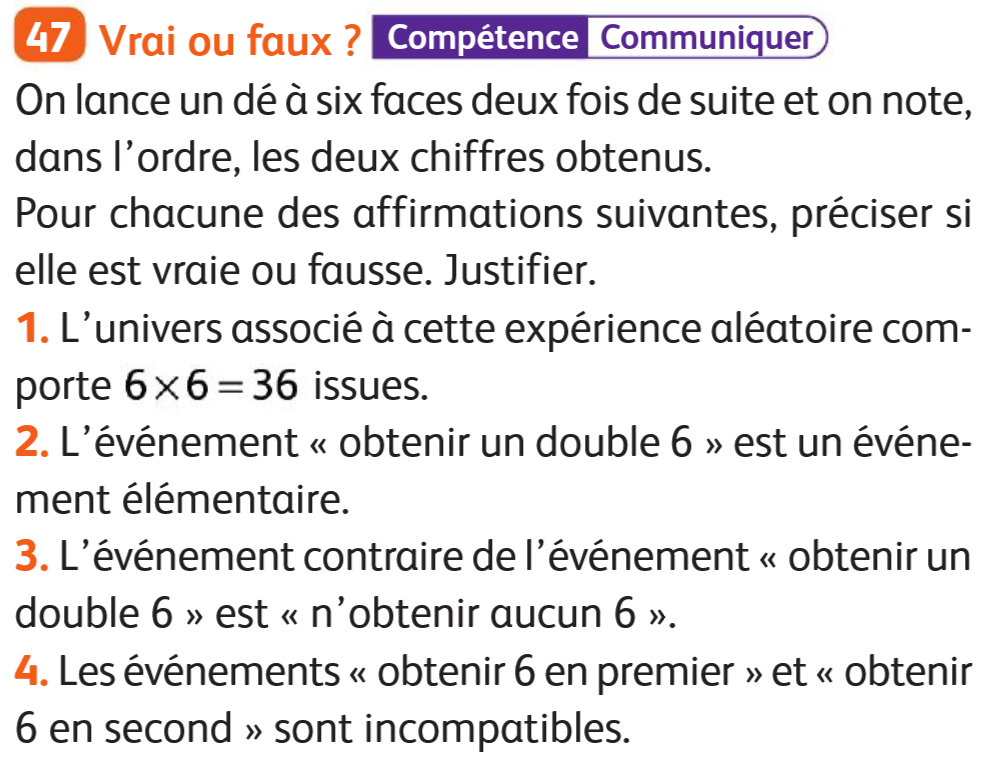 47 Vrai ou faux ? Compétence Communiquer
On lance un dé à six faces deux fois de suite et on note,
dans l’ordre, les deux chiffres obtenus.
Pour chacune des affirmations suivantes, préciser si
elle est vraie ou fausse. Justifier.
1. L’univers associé à cette expérience aléatoire com-
porte 6 × 6 = 36 issues.
2. L’événement « obtenir un double 6 » est un événe-
ment élémentaire.
3. L’événement contraire de l’événement « obtenir un
double 6 » est « n’obtenir aucun 6 ».
4. Les événements « obtenir 6 en premier » et « obtenir
6 en second » sont incompatibles.